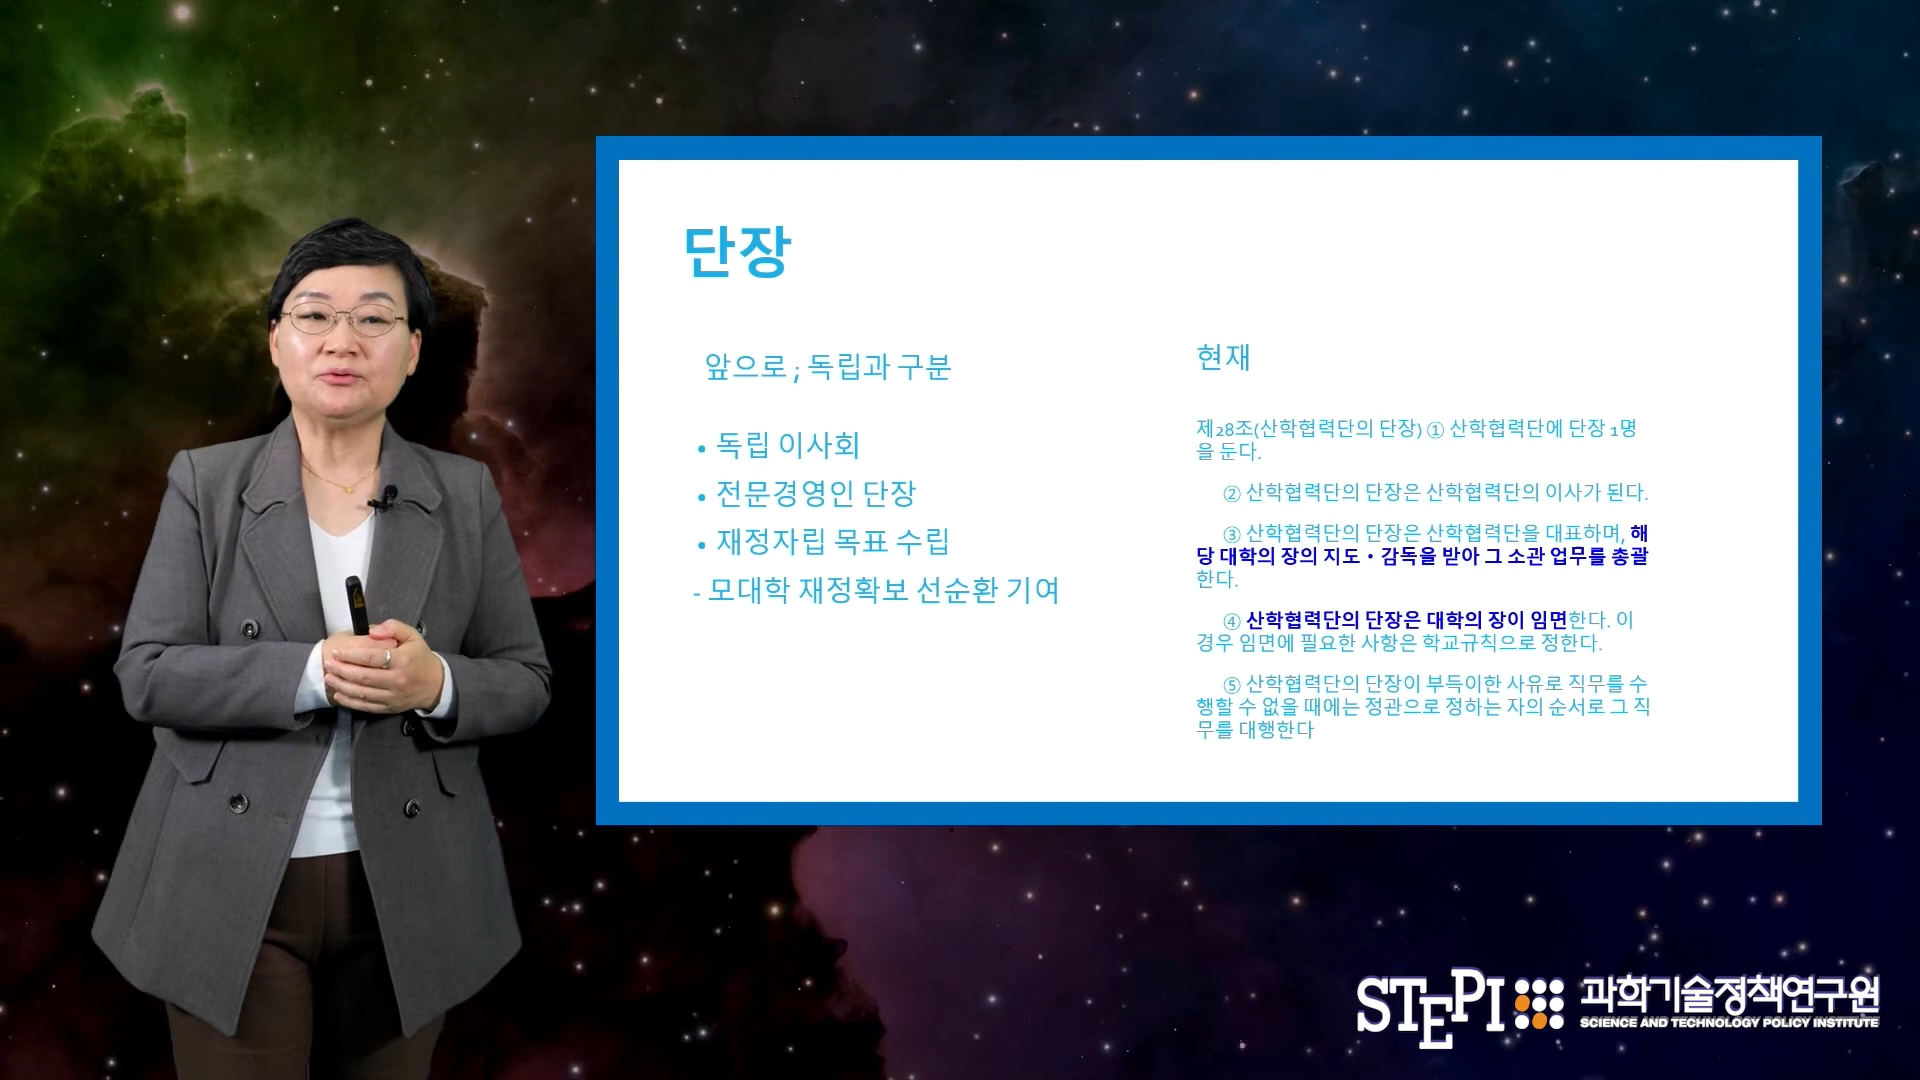 단장
앞으로 ; 독립과 구분
• 독립 이사회
• 전문경영인 단장
• 재정자립 목표 수립
- 모대학 재정확보 선순환 기여
현재
제28조(산학협력단의 단장) ① 산학협력단에 단장 1명
을 둔다.
② 산학협력단의 단장은 산학협력단의 이사가 된다.
③ 산학협력단의 단장은 산학협력단을 대표하며, 해
당 대학의 장의 지도・감독을 받아 그 소관 업무를 총괄
한다.
④ 산학협력단의 단장은 대학의 장이 임면한다. 이
경우 임면에 필요한 사항은 학교규칙으로 정한다.
⑤ 산학협력단의 단장이 부득이한 사유로 직무를 수
행할 수 없을 때에는 정관으로 정하는 자의 순서로 그 직
무를 대행한다
STEPI 과학기술정책연구원
SCIENCE AND TECHNOLOGY POLICY INSTITUTE